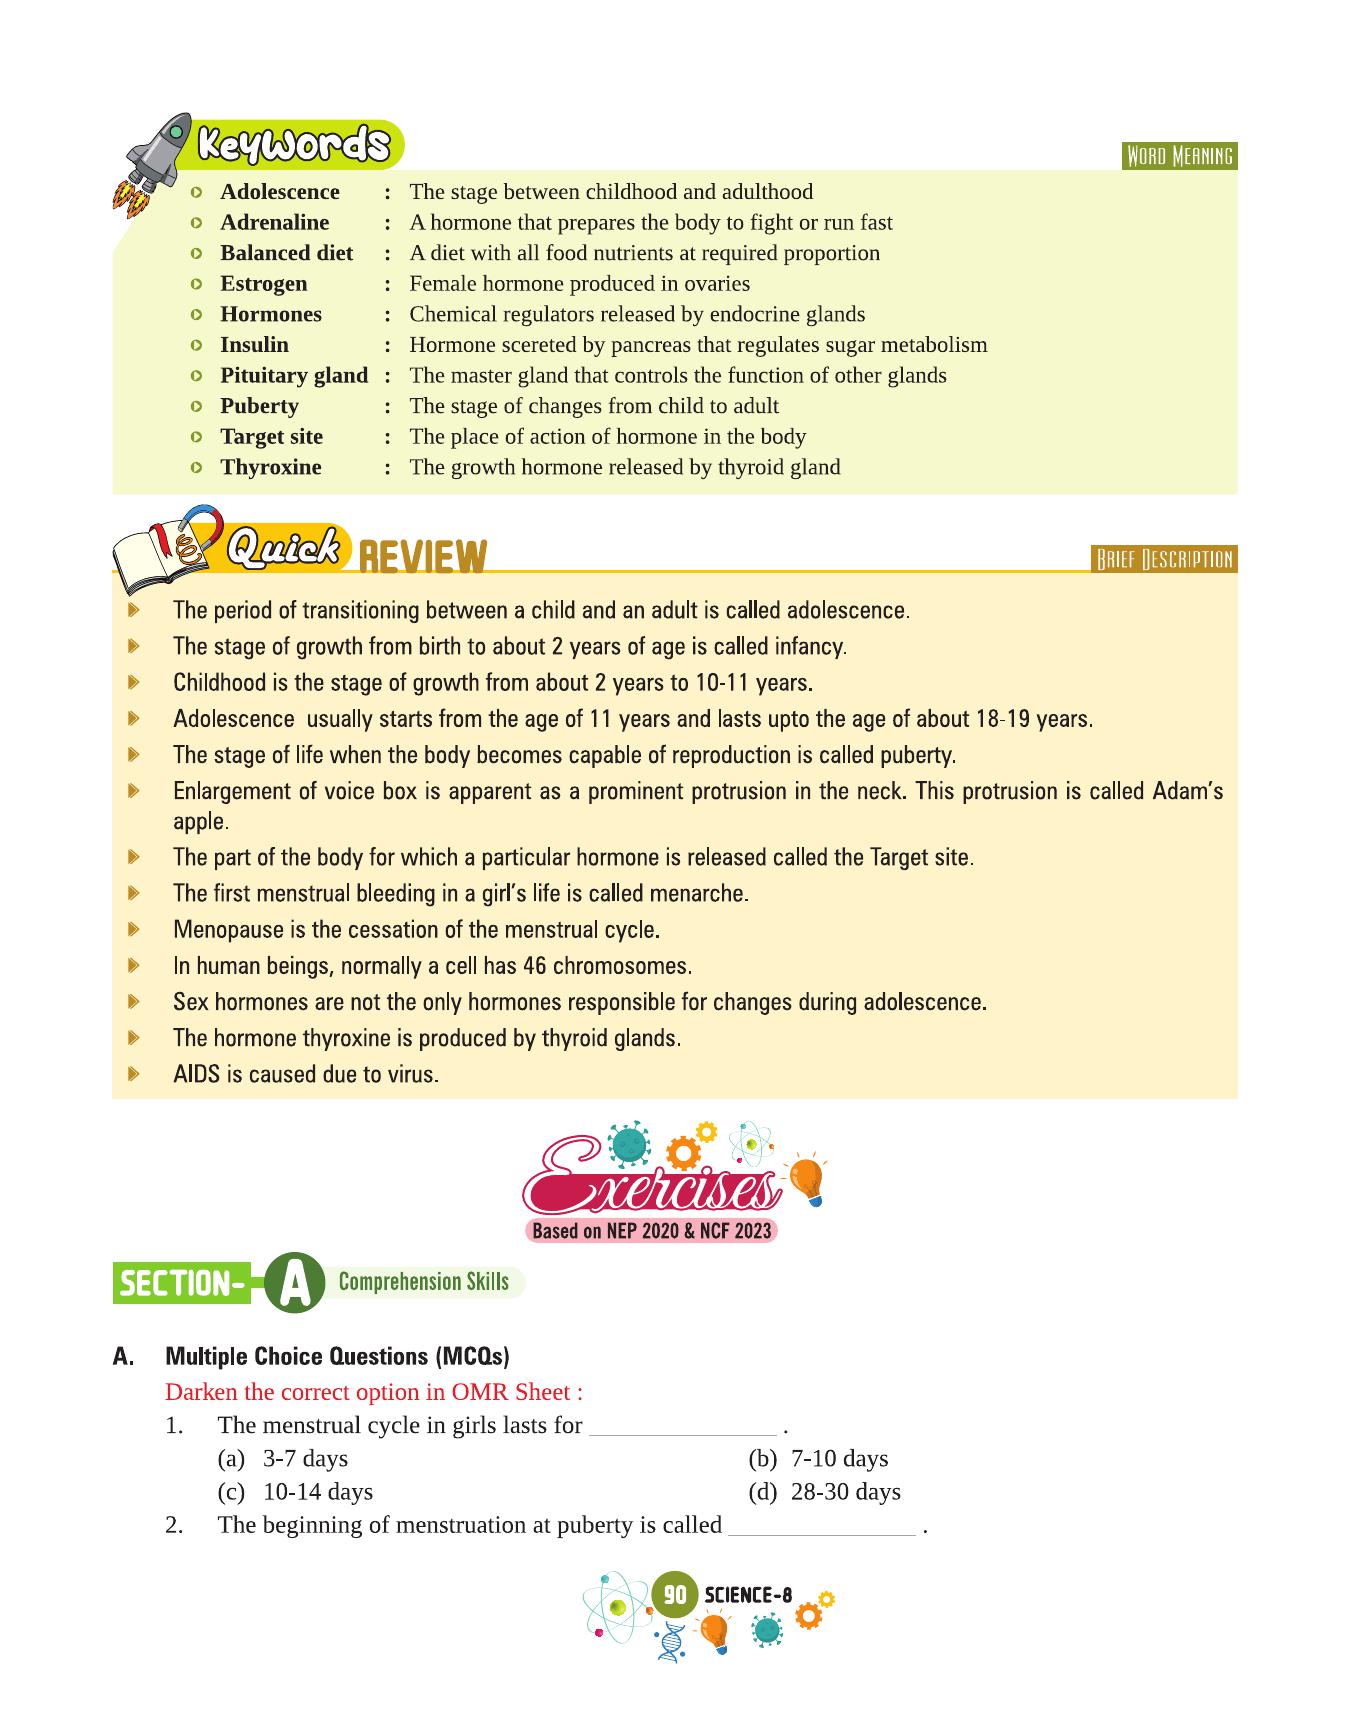 Keywords
WORD MEANING
Adolescence : The stage between childhood and adulthood
Adrenaline : A hormone that prepares the body to fight or run fast
Balanced diet : A diet with all food nutrients at required proportion
Estrogen : Female hormone produced in ovaries
Hormones : Chemical regulators released by endocrine glands
Insulin : Hormone scereted by pancreas that regulates sugar metabolism
Pituitary gland : The master gland that controls the function of other glands
Puberty : The stage of changes from child to adult
Target site : The place of action of hormone in the body
Thyroxine : The growth hormone released by thyroid gland
Quick REVIEW
BRIEF DESCRIPTION
The period of transitioning between a child and an adult is called adolescence.
The stage of growth from birth to about 2 years of age is called infancy.
Childhood is the stage of growth from about 2 years to 10-11 years.
Adolescence usually starts from the age of 11 years and lasts upto the age of about 18-19 years.
The stage of life when the body becomes capable of reproduction is called puberty.
Enlargement of voice box is apparent as a prominent protrusion in the neck. This protrusion is called Adam's
apple.
The part of the body for which a particular hormone is released called the Target site.
The first menstrual bleeding in a girl's life is called menarche.
Menopause is the cessation of the menstrual cycle.
In human beings, normally a cell has 46 chromosomes.
Sex hormones are not the only hormones responsible for changes during adolescence.
The hormone thyroxine is produced by thyroid glands.
AIDS is caused due to virus.
Exercises
Based on NEP 2020 & NCF 2023
SECTION- A Comprehension Skills
A. Multiple Choice Questions (MCQs)
Darken the correct option in OMR Sheet :
1. The menstrual cycle in girls lasts for _______________ .
(a) 3-7 days (b) 7-10 days
(c) 10-14 days (d) 28-30 days
2. The beginning of menstruation at puberty is called _______________ .
90 SCIENCE-8